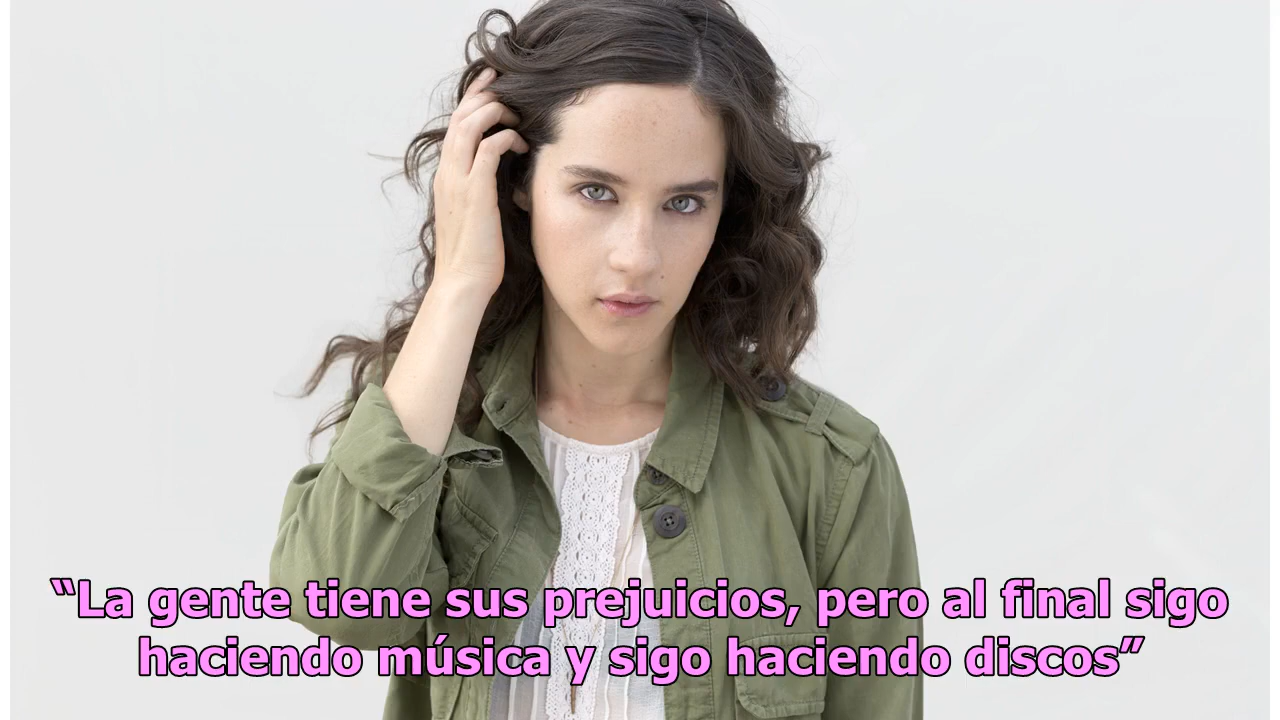 “La gente tiene sus prejuicios, pero al final sigo
haciendo música y sigo haciendo discos”